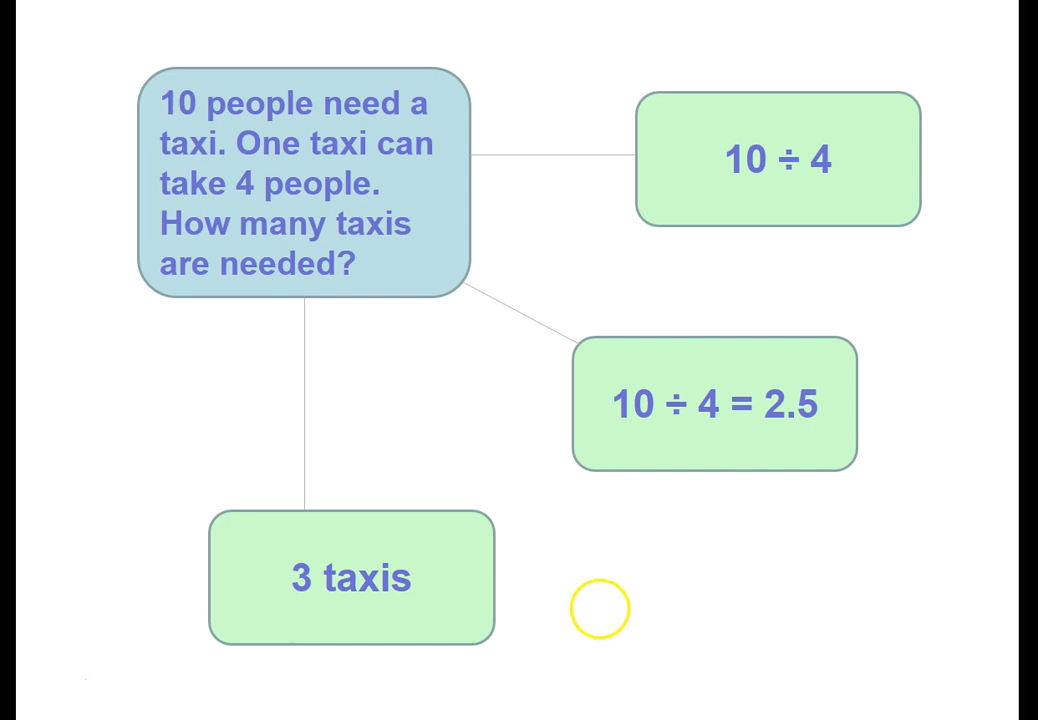 10 people need a
taxi. One taxi can
take 4 people.
How many taxis
are needed?
10 ÷ 4
10 ÷ 4 = 2.5
3 taxis